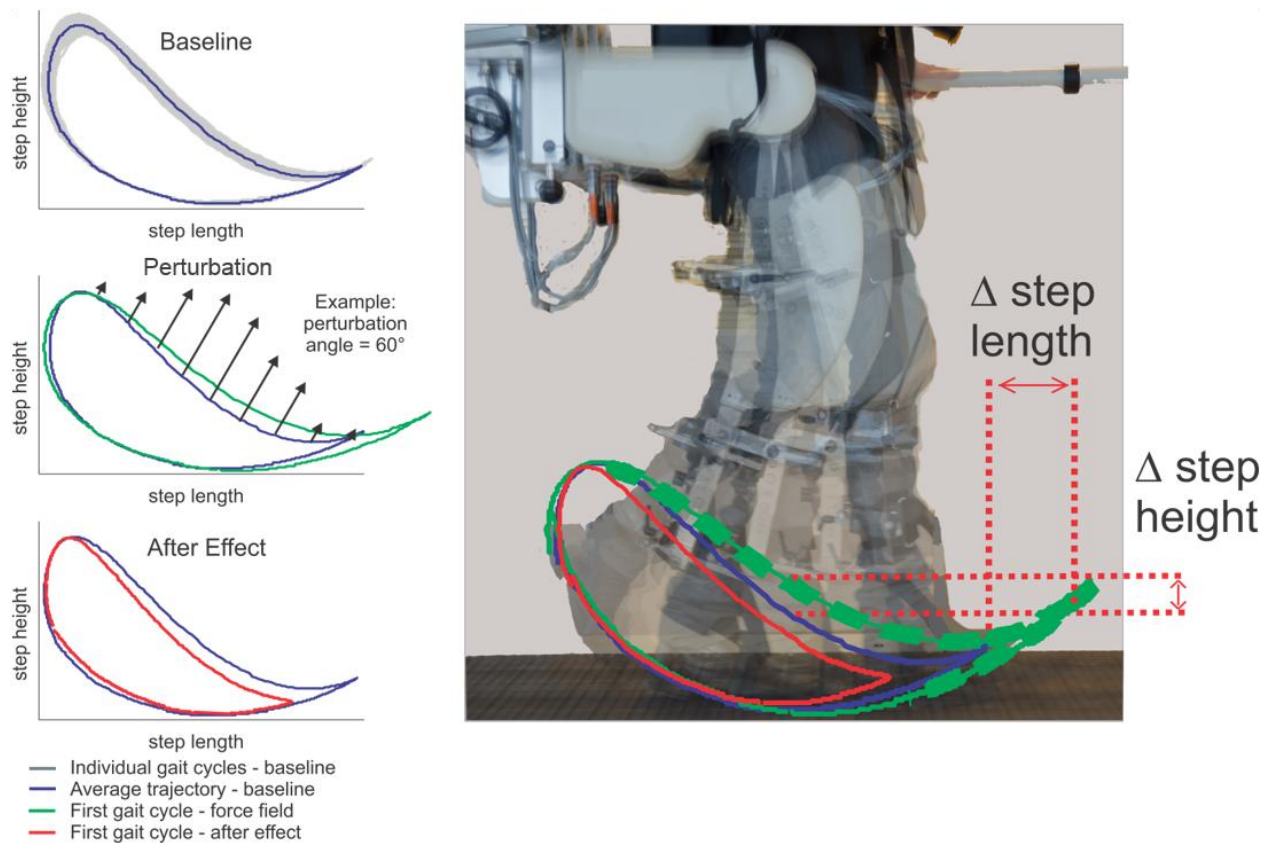 Baseline
step height
step length
Perturbation
Example:
perturbation
angle = 60°
step height
step length
After Effect
step height
step length
Individual gait cycles - baseline
Average trajectory - baseline
First gait cycle - force field
First gait cycle - after effect
Δ step
length
Δ step
height